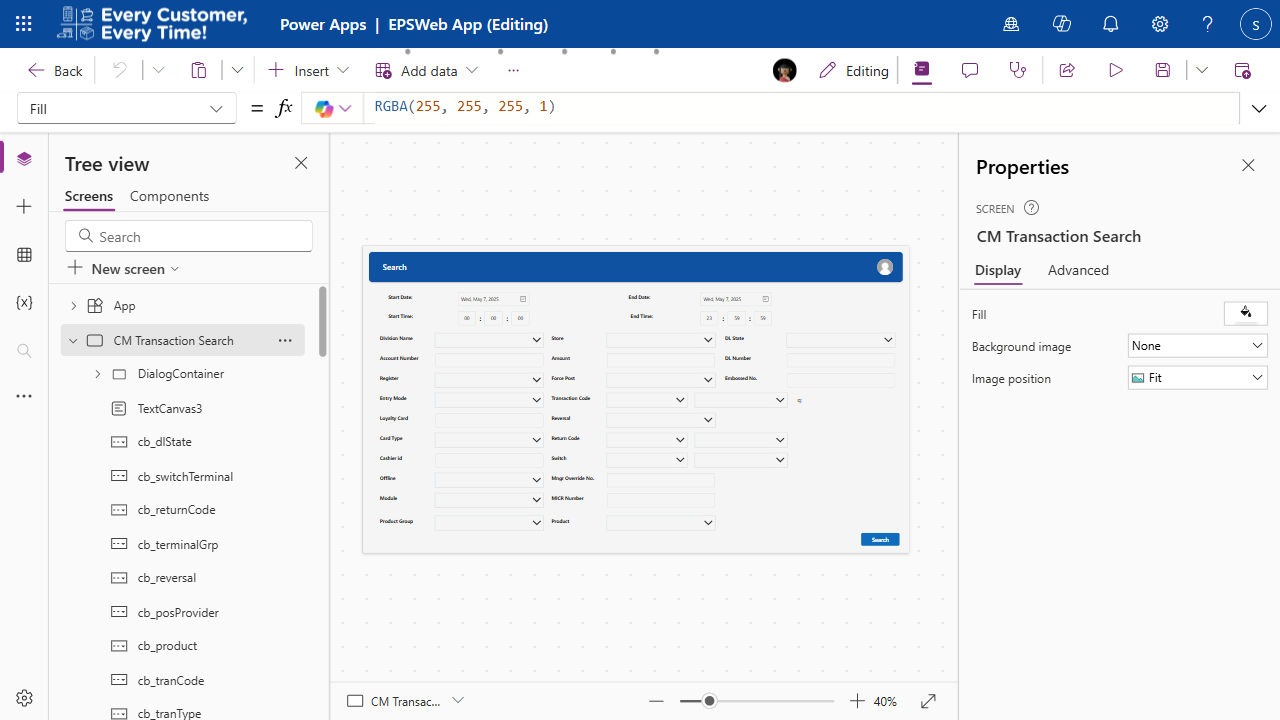 Every Customer,
Every Time!
Power Apps | EPSWeb App (Editing)
S
Back
Insert
Add data
Editing
Fill
= fx
RGBA(255, 255, 255, 1)
Tree view
Screens Components
Search
New screen
App
CM Transaction Search
DialogContainer
TextCanvas3
cb_dlState
cb_switchTerminal
cb_returnCode
cb_terminalGrp
cb_reversal
cb_posProvider
cb_product
cb_tranCode
cb_tranType
Search
Start Date: Wed, May 7, 2025 End Date: Wed, May 7, 2025
Start Time: 00 : 00 : 00 End Time: 23 : 59 : 59
Division Name Store DL State
Account Number Amount DL Number
Register Force Post Embossed No.
Entry Mode Transaction Code
Loyalty Card Reversal
Card Type Return Code
Cashier id Switch
Offline Mngr Override No.
Module MICR Number
Product Group Product
Search
CM Transac...
40%
Properties
SCREEN
CM Transaction Search
Display Advanced
Fill
Background image None
Image position Fit